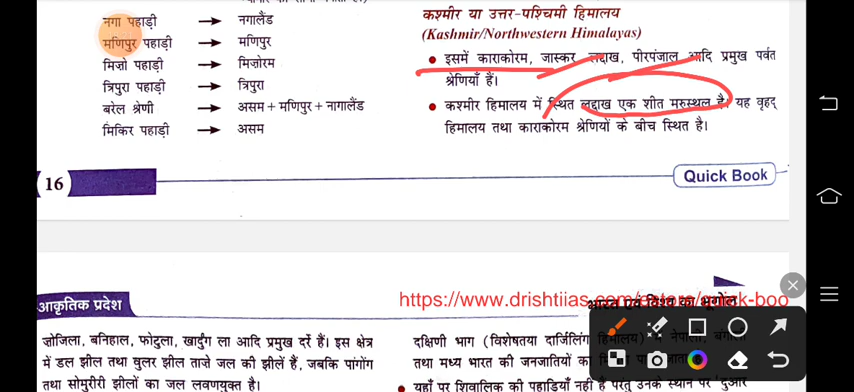 नगा पहाड़ी → नगालैंड
मणिपुर पहाड़ी → मणिपुर
मिज़ो पहाड़ी → मिज़ोरम
त्रिपुरा पहाड़ी → त्रिपुरा
बरेल श्रेणी → असम + मणिपुर + नागालैंड
मिकिर पहाड़ी → असम
कश्मीर या उत्तर-पश्चिमी हिमालय
(Kashmir/Northwestern Himalayas)
• इसमें काराकोरम, जास्कर लद्दाख, पीरपंजाल आदि प्रमुख पर्वत
श्रेणियाँ हैं।
• कश्मीर हिमालय में स्थित लद्दाख एक शीत मरुस्थल है। यह वृहद्
हिमालय तथा काराकोरम श्रेणियों के बीच स्थित है।
16
Quick Book
आकृतिक प्रदेश
भारत एवं विश्व का भूगोल
https://www.drishtiias.com/
जोजिला, बनिहाल, फोटुला, खार्दुंग ला आदि प्रमुख दर्रे हैं। इस क्षेत्र
में डल झील तथा वुलर झील ताज़े जल की झीलें हैं, जबकि पांगोंग
तथा सोमुरीरी झीलों का जल लवणयुक्त है।
दक्षिणी भाग (विशेषतया दार्जिलिंग हिमालय) में नेपाली,
तथा मध्य भारत की जनजातियों का
• यहाँ पर शिवालिक की पहाड़ियाँ नहीं हैं परंतु उनके स्थान पर 'दुआर